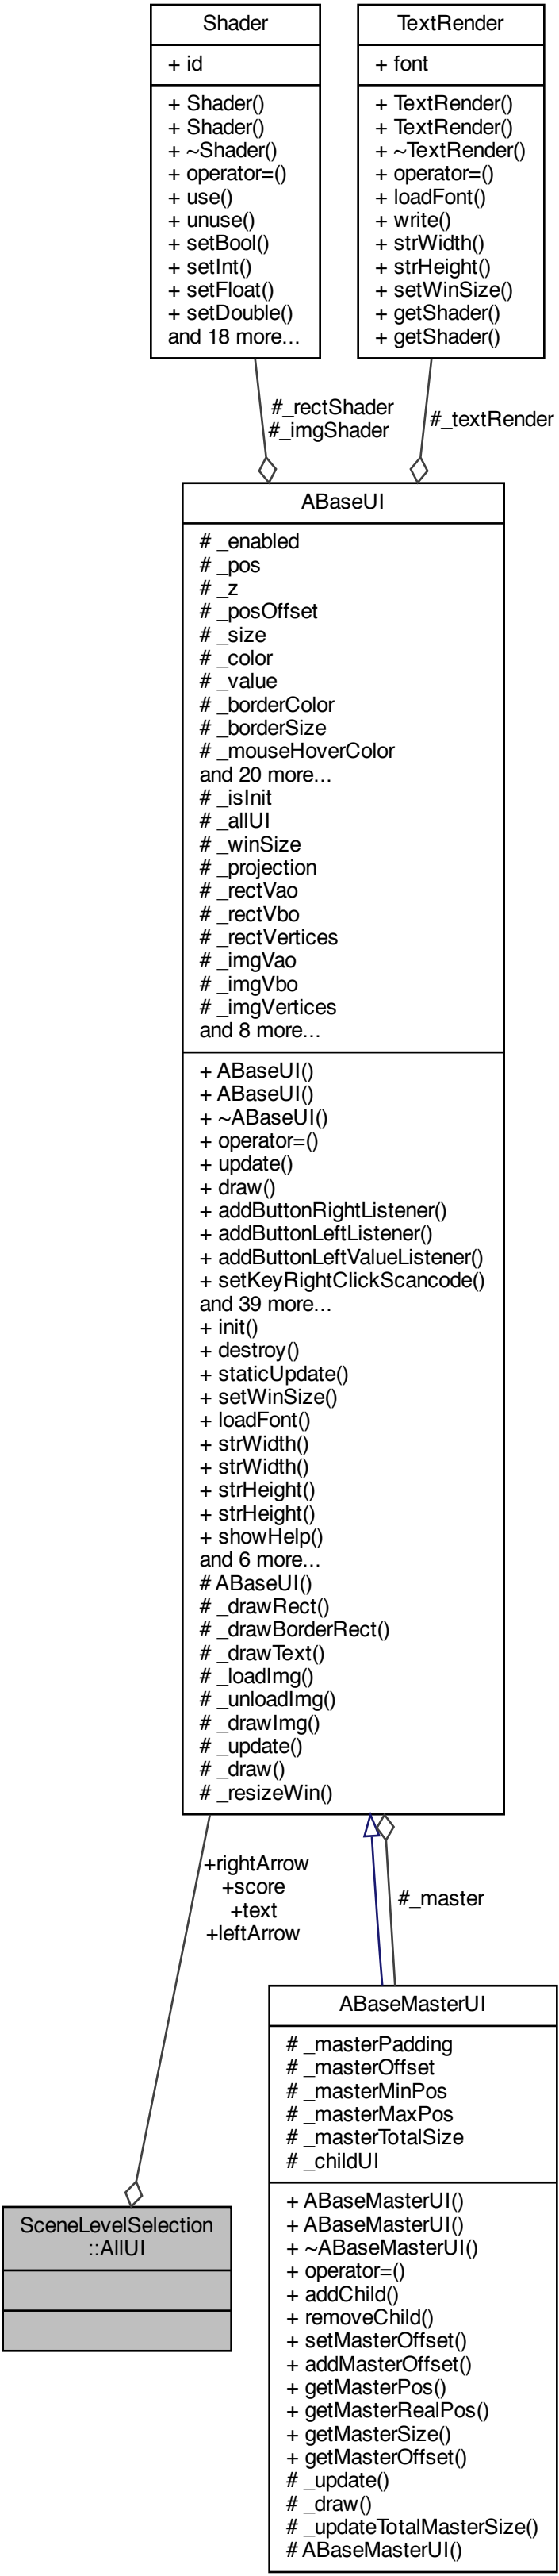 Shader
+ id
+ Shader()
+ Shader()
+ ~Shader()
+ operator=()
+ use()
+ unuse()
+ setBool()
+ setInt()
+ setFloat()
+ setDouble()
and 18 more...
TextRender
+ font
+ TextRender()
+ TextRender()
+ ~TextRender()
+ operator=()
+ loadFont()
+ write()
+ strWidth()
+ strHeight()
+ setWinSize()
+ getShader()
+ getShader()
#_rectShader
#_imgShader
#_textRender
ABaseUI
# _enabled
# _pos
# _z
# _posOffset
# _size
# _color
# _value
# _borderColor
# _borderSize
# _mouseHoverColor
and 20 more...
# _isInit
# _allUI
# _winSize
# _projection
# _rectVao
# _rectVbo
# _rectVertices
# _imgVao
# _imgVbo
# _imgVertices
and 8 more...
+ ABaseUI()
+ ABaseUI()
+ ~ABaseUI()
+ operator=()
+ update()
+ draw()
+ addButtonRightListener()
+ addButtonLeftListener()
+ addButtonLeftValueListener()
+ setKeyRightClickScancode()
and 39 more...
+ init()
+ destroy()
+ staticUpdate()
+ setWinSize()
+ loadFont()
+ strWidth()
+ strWidth()
+ strHeight()
+ strHeight()
+ showHelp()
and 6 more...
# ABaseUI()
# _drawRect()
# _drawBorderRect()
# _drawText()
# _loadImg()
# _unloadImg()
# _drawImg()
# _update()
# _draw()
# _resizeWin()
+rightArrow
+score
+text
+leftArrow
#_master
SceneLevelSelection
::AllUI
ABaseMasterUI
# _masterPadding
# _masterOffset
# _masterMinPos
# _masterMaxPos
# _masterTotalSize
# _childUI
+ ABaseMasterUI()
+ ABaseMasterUI()
+ ~ABaseMasterUI()
+ operator=()
+ addChild()
+ removeChild()
+ setMasterOffset()
+ addMasterOffset()
+ getMasterPos()
+ getMasterRealPos()
+ getMasterSize()
+ getMasterOffset()
# _update()
# _draw()
# _updateTotalMasterSize()
# ABaseMasterUI()